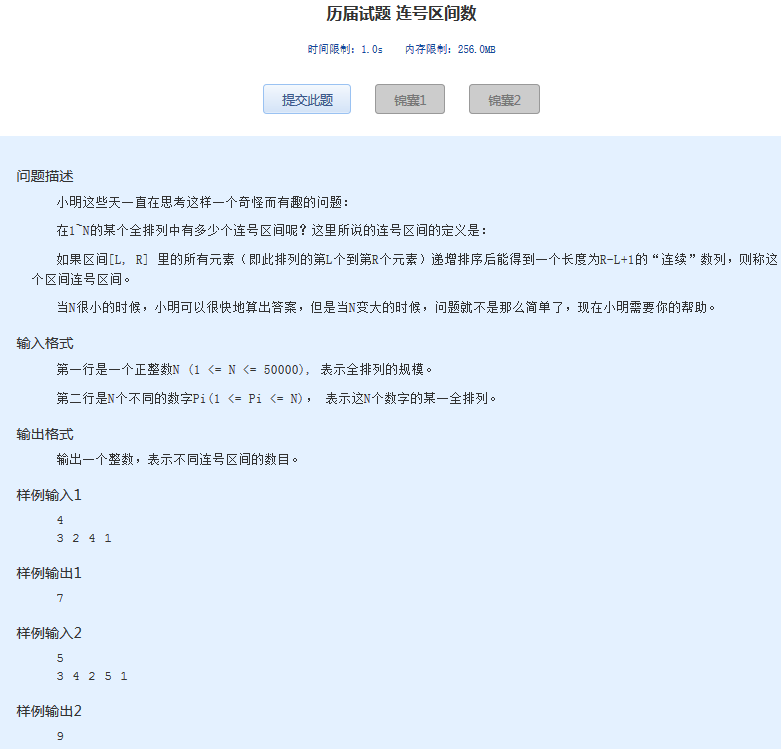 历届试题 连号区间数
时间限制：1.0s 内存限制：256.0MB
提交此题 锦囊1 锦囊2
问题描述
小明这些天一直在思考这样一个奇怪而有趣的问题：
在1~N的某个全排列中有多少个连号区间呢？这里所说的连号区间的定义是：
如果区间[L, R] 里的所有元素（即此排列的第L个到第R个元素）递增排序后能得到一个长度为R-L+1的“连续”数列，则称这
个区间连号区间。
当N很小的时候，小明可以很快地算出答案，但是当N变大的时候，问题就不是那么简单了，现在小明需要你的帮助。
输入格式
第一行是一个正整数N (1 <= N <= 50000), 表示全排列的规模。
第二行是N个不同的数字Pi(1 <= Pi <= N)， 表示这N个数字的某一全排列。
输出格式
输出一个整数，表示不同连号区间的数目。
样例输入1
4
3 2 4 1
样例输出1
7
样例输入2
5
3 4 2 5 1
样例输出2
9